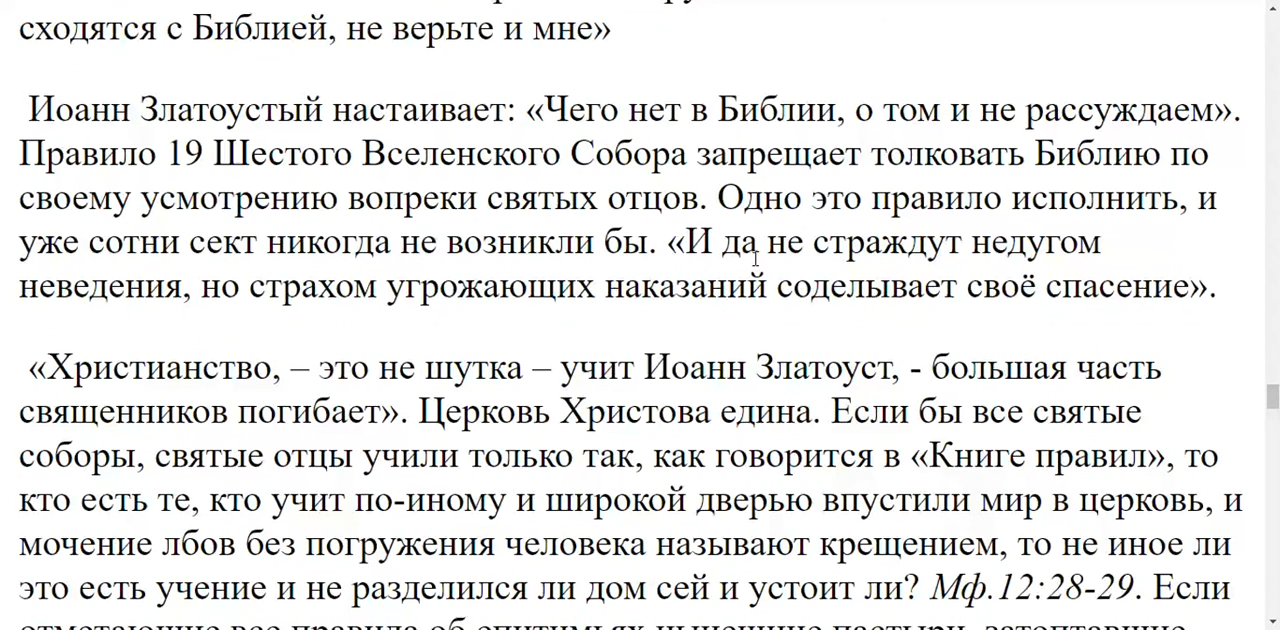 сходятся с Библией, не верьте и мне»
Иоанн Златоустый настаивает: «Чего нет в Библии, о том и не рассуждаем».
Правило 19 Шестого Вселенского Собора запрещает толковать Библию по
своему усмотрению вопреки святых отцов. Одно это правило исполнить, и
уже сотни сект никогда не возникли бы. «И да не страждут недугом
неведения, но страхом угрожающих наказаний соделывает своё спасение».
«Христианство, – это не шутка – учит Иоанн Златоуст, - большая часть
священников погибает». Церковь Христова едина. Если бы все святые
соборы, святые отцы учили только так, как говорится в «Книге правил», то
кто есть те, кто учит по-иному и широкой дверью впустили мир в церковь, и
мочение лбов без погружения человека называют крещением, то не иное ли
это есть учение и не разделился ли дом сей и устоит ли? Мф.12:28-29. Если